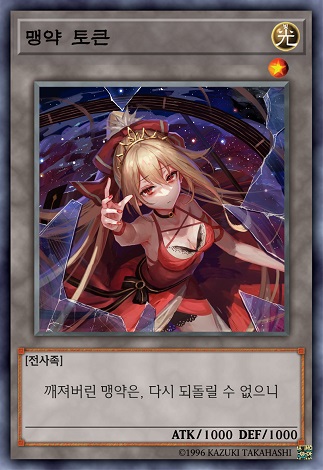 맹약 토큰
光
[전사족]
깨져버린 맹약은, 다시 되돌릴 수 없으니
ATK/1000 DEF/1000
©1996 KAZUKI TAKAHASHI